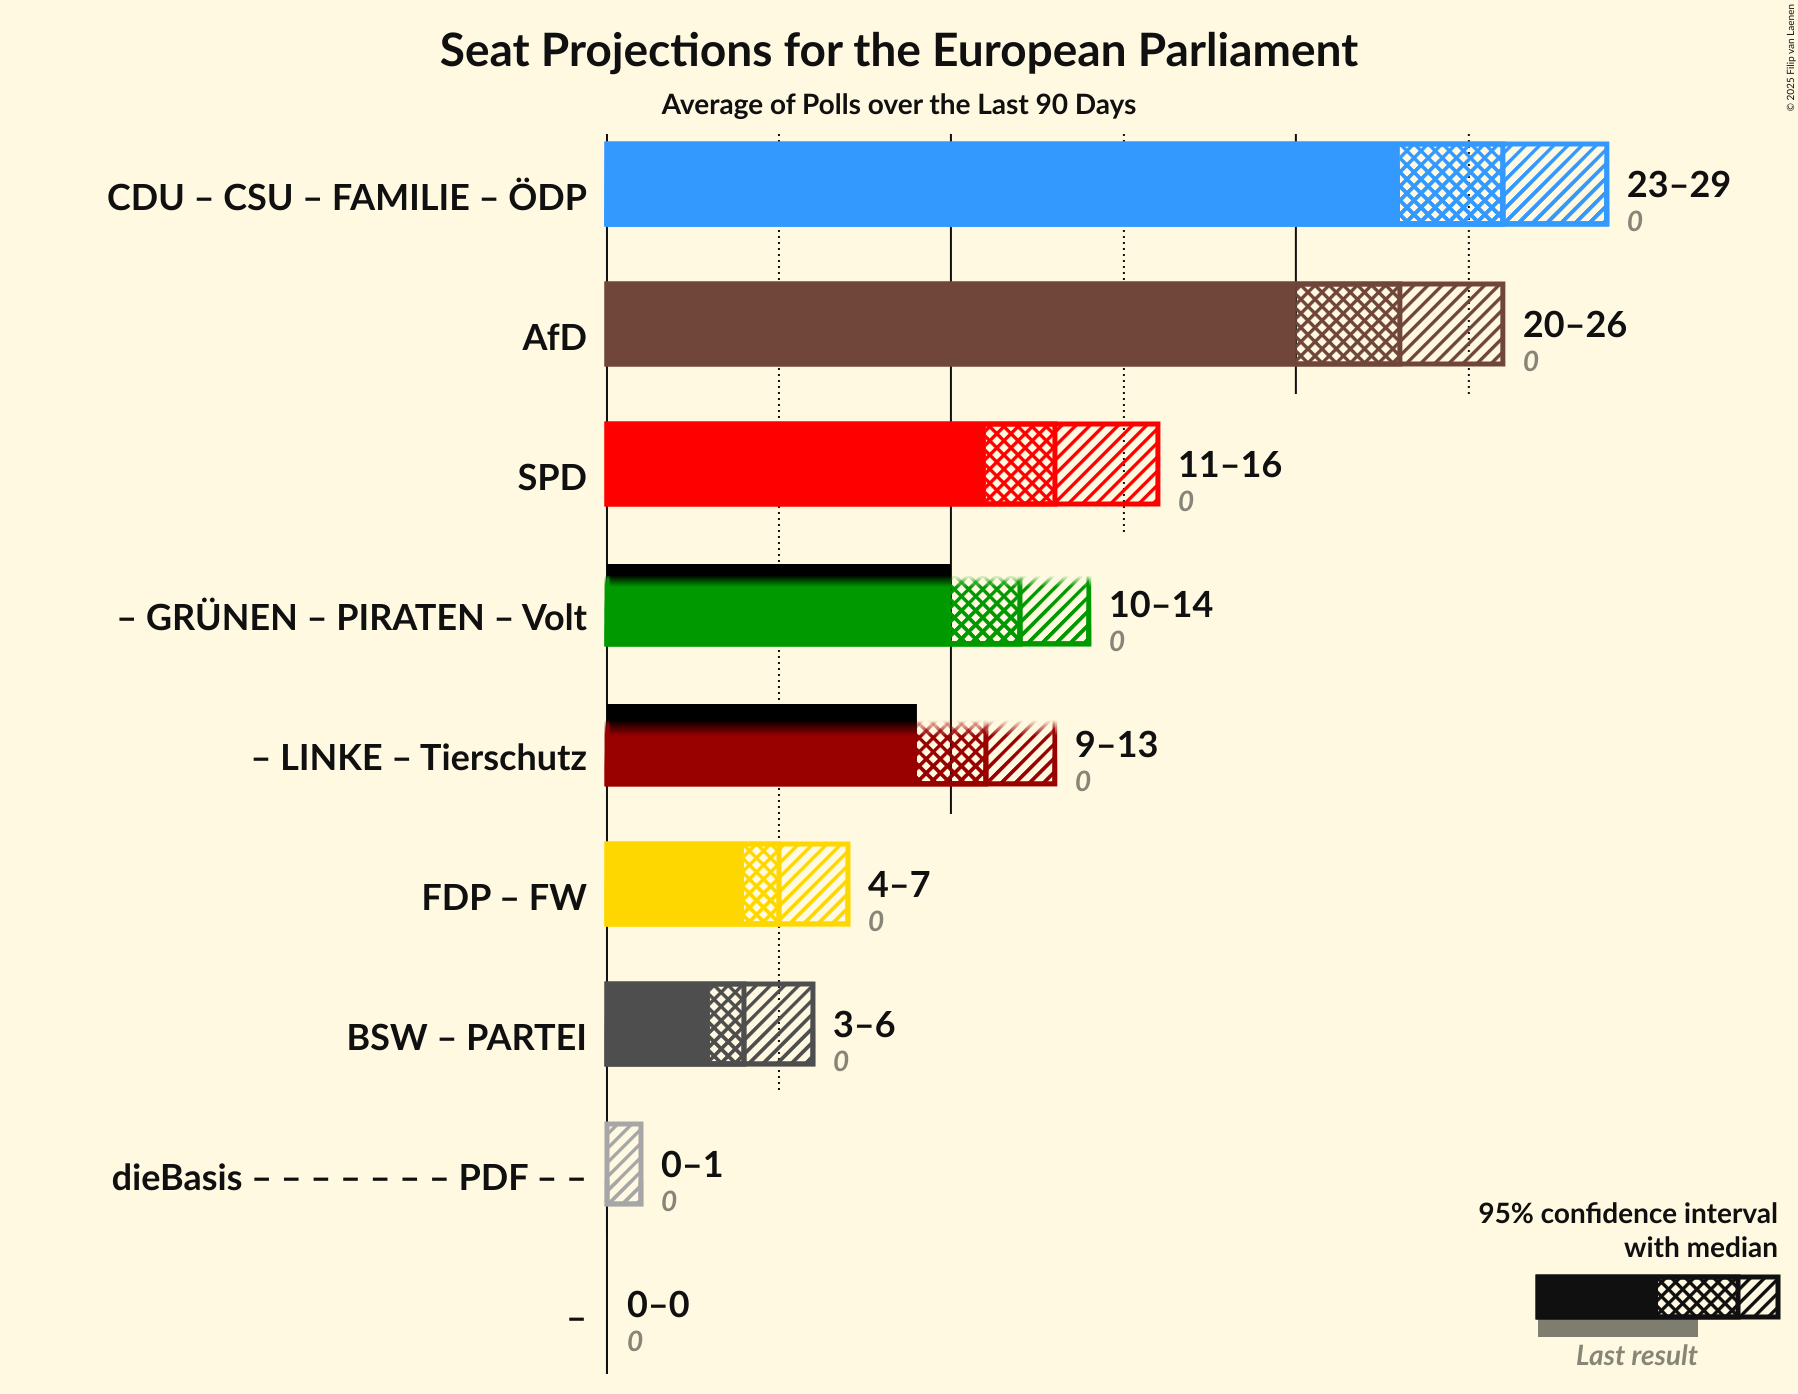 Seat Projections for the European Parliament
Average of Polls over the Last 90 Days
© 2025 Filip van Laenen
CDU – CSU – FAMILIE – ÖDP
23–29
0
AfD
20–26
0
SPD
11–16
0
– GRÜNEN – PIRATEN – Volt
10–14
0
– LINKE – Tierschutz
9–13
0
FDP – FW
4–7
0
BSW – PARTEI
3–6
0
dieBasis – – – – – – – PDF – –
0–1
0
–
0–0
0
95% confidence interval
with median
Last result